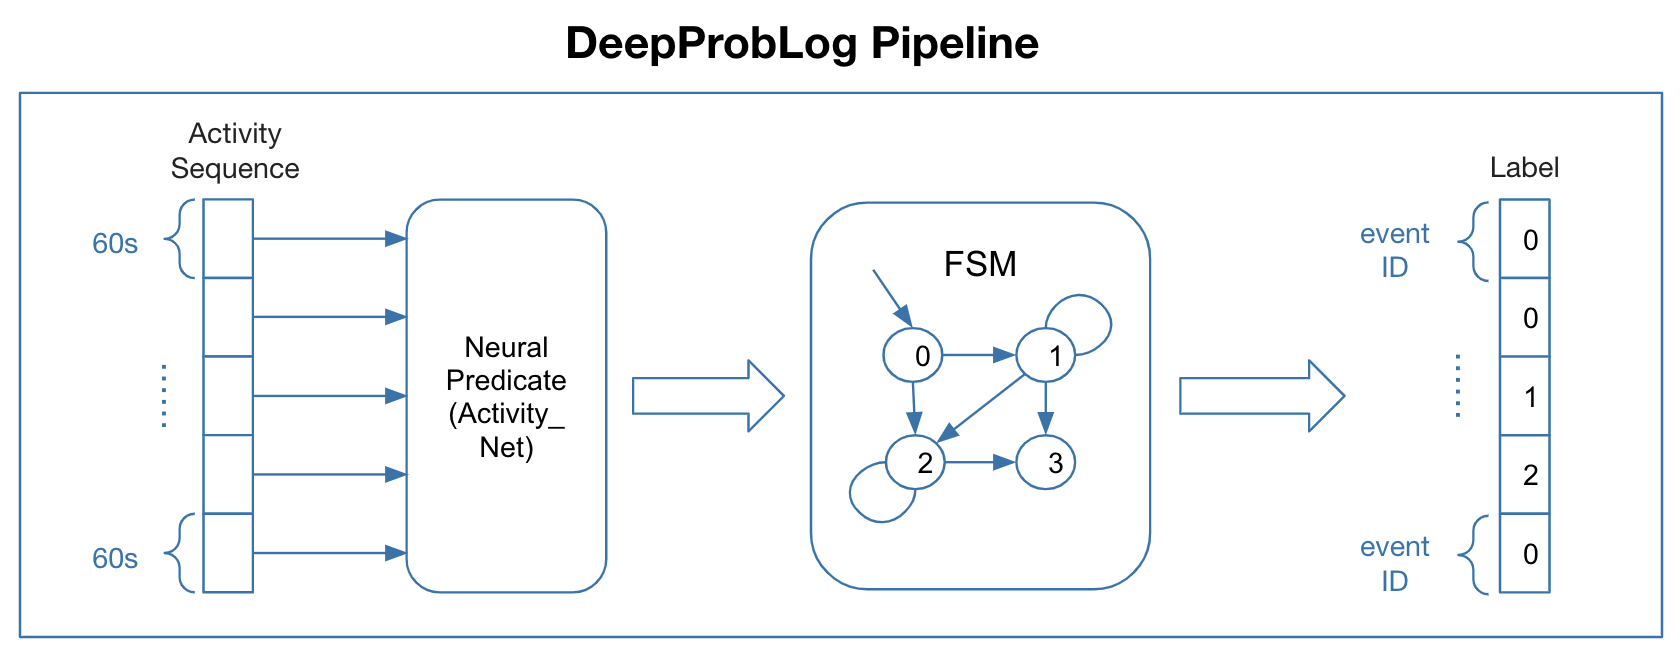 DeepProbLog Pipeline
Activity
Sequence
60s
60s
Neural
Predicate
(Activity_
Net)
FSM
0
1
2
3
Label
event
ID
event
ID
0
0
1
2
0